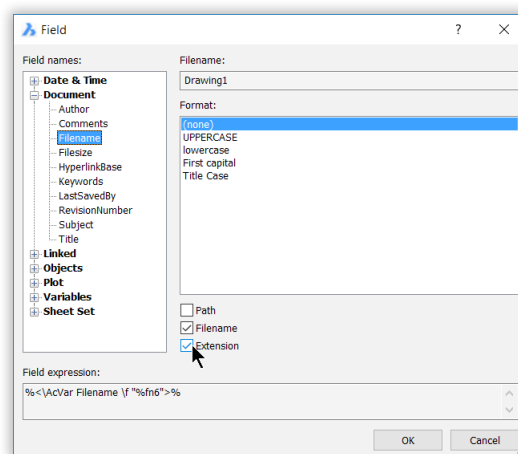 Field
Field names:
Date & Time
Document
Author
Comments
Filename
Filesize
HyperlinkBase
Keywords
LastSavedBy
RevisionNumber
Subject
Title
Linked
Objects
Plot
Variables
Sheet Set
Filename:
Drawing1
Format:
(none)
UPPERCASE
lowercase
First capital
Title Case
Path
Filename
Extension
Field expression:
%<\AcVar Filename \f "%fn6">%
OK
Cancel